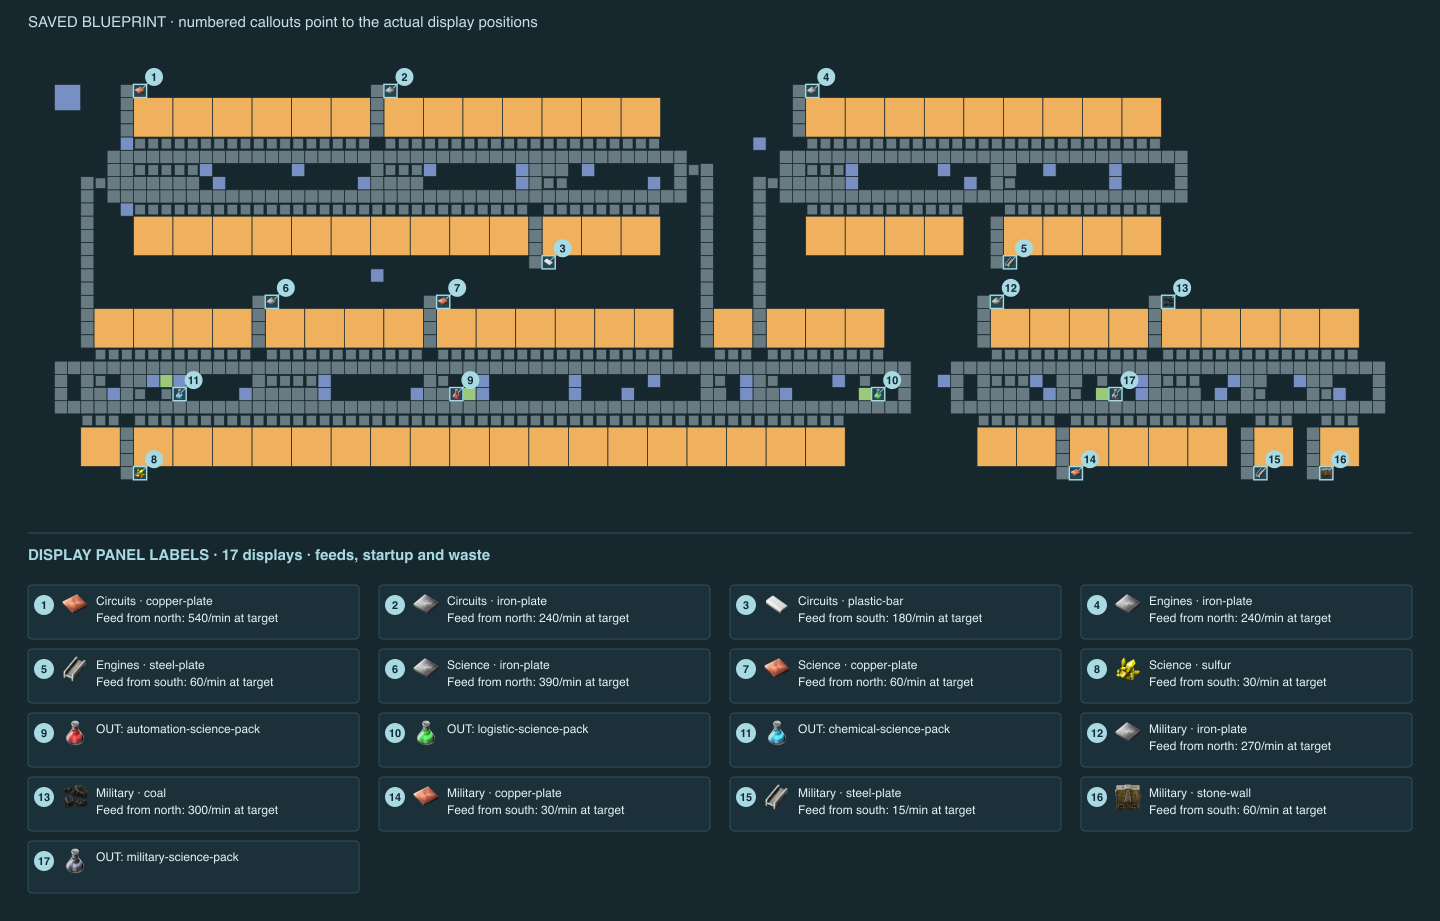 SAVED BLUEPRINT · numbered callouts point to the actual display positions
1
2
4
3
5
6
7
12
13
11
9
10
17
8
14
15
16
DISPLAY PANEL LABELS · 17 displays · feeds, startup and waste
1
Circuits · copper-plate
Feed from north: 540/min at target
2
Circuits · iron-plate
Feed from north: 240/min at target
3
Circuits · plastic-bar
Feed from south: 180/min at target
4
Engines · iron-plate
Feed from north: 240/min at target
5
Engines · steel-plate
Feed from south: 60/min at target
6
Science · iron-plate
Feed from north: 390/min at target
7
Science · copper-plate
Feed from north: 60/min at target
8
Science · sulfur
Feed from south: 30/min at target
9
OUT: automation-science-pack
10
OUT: logistic-science-pack
11
OUT: chemical-science-pack
12
Military · iron-plate
Feed from north: 270/min at target
13
Military · coal
Feed from north: 300/min at target
14
Military · copper-plate
Feed from south: 30/min at target
15
Military · steel-plate
Feed from south: 15/min at target
16
Military · stone-wall
Feed from south: 60/min at target
17
OUT: military-science-pack